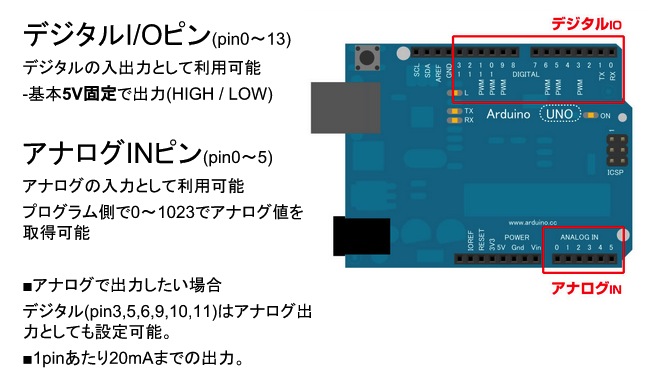 デジタルI/Oピン(pin0〜13)
デジタルの入出力として利用可能
-基本5V固定で出力(HIGH / LOW)
アナログINピン(pin0〜5)
アナログの入力として利用可能
プログラム側で0〜1023でアナログ値を
取得可能
■アナログで出力したい場合
デジタル(pin3,5,6,9,10,11)はアナログ出
力としても設定可能。
■1pinあたり20mAまでの出力。
デジタルIO
SCL
SDA
AREF
GND
13
12
11
10
9
8
7
6
5
4
3
2
1
0
DIGITAL
PWM
PWM
PWM
PWM
PWM
PWM
TX
RX
L
TX
RX
Arduino
UNO
ON
1
ICSP
www.arduino.cc
IOREF
RESET
3V3
POWER
5V Gnd Vin
ANALOG IN
0 1 2 3 4 5
アナログIN